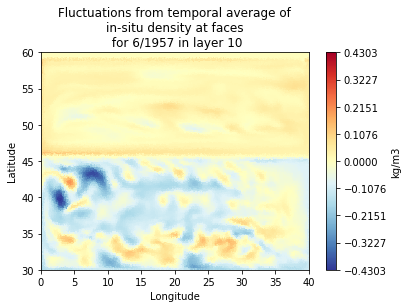 Fluctuations from temporal average of
in-situ density at faces
for 6/1957 in layer 10
60
55
50
45
40
35
30
Latitude
0 5 10 15 20 25 30 35 40
Longitude
0.4303
0.3227
0.2151
0.1076
0.0000
-0.1076
-0.2151
-0.3227
-0.4303
kg/m3